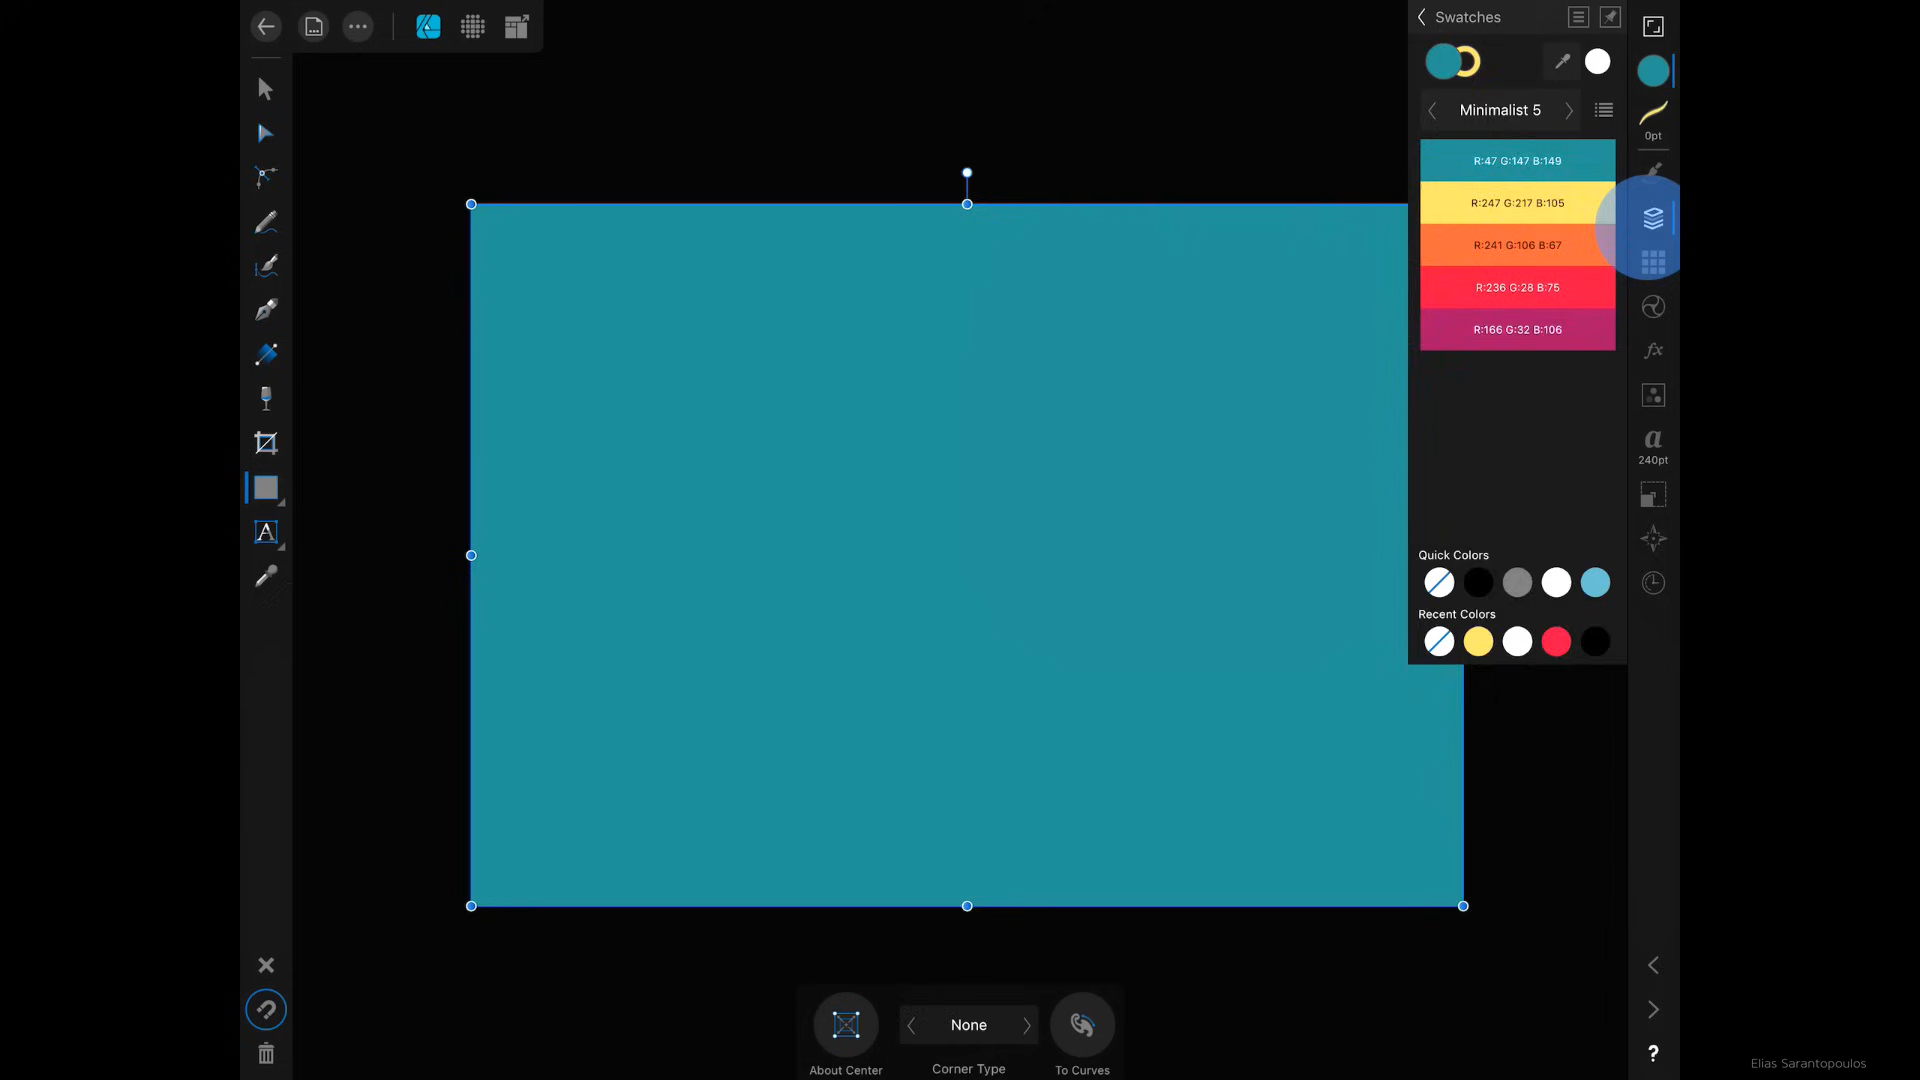 Swatches
Minimalist 5
0pt
R:47 G:147 B:149
R:247 G:217 B:105
R:241 G:106 B:67
R:236 G:28 B:75
R:166 G:32 B:106
fx
a
240pt
A
Quick Colors
Recent Colors
None
?
About Center
Corner Type
To Curves
Elias Sarantopoulos